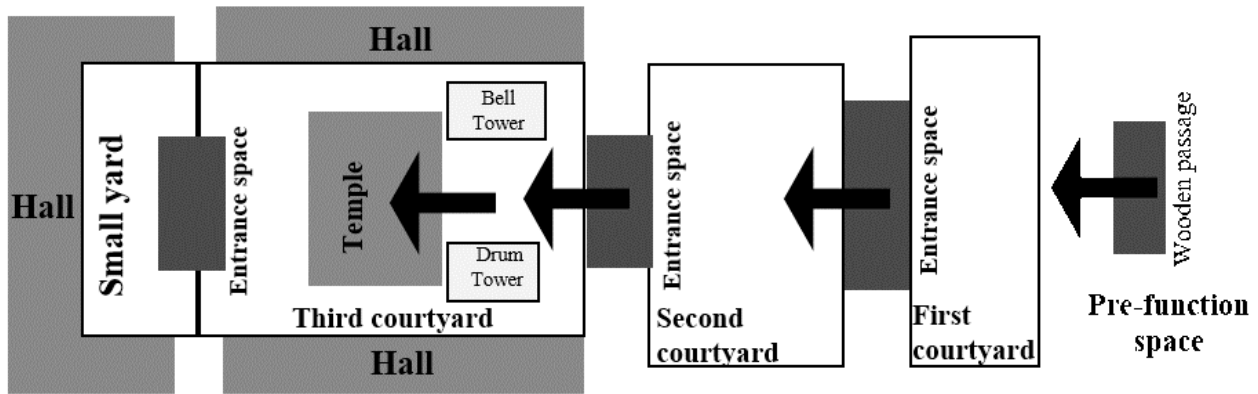 Hall
Hall
Small yard
Entrance space
Temple
Bell
Tower
Drum
Tower
Third courtyard
Hall
Entrance space
Second
courtyard
Entrance space
First
courtyard
Wooden passage
Pre-function
space